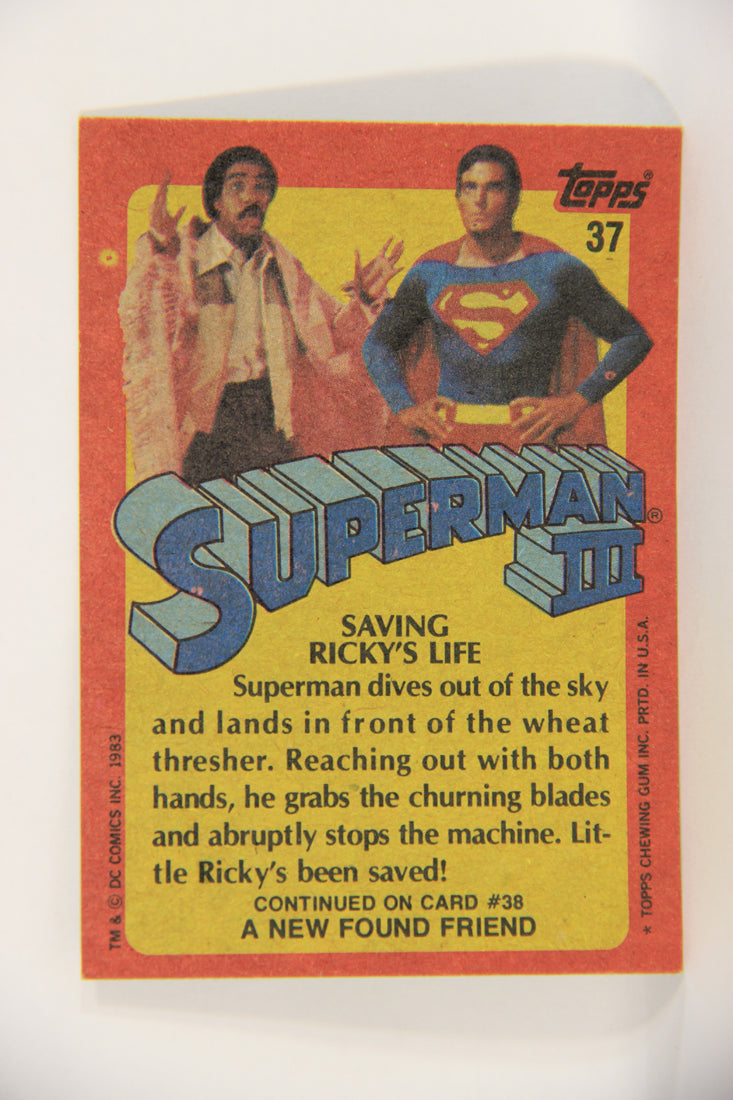 TOPPS®
37
SUPERMAN®
III
SAVING
RICKY'S LIFE
Superman dives out of the sky
and lands in front of the wheat
thresher. Reaching out with both
hands, he grabs the churning blades
and abruptly stops the machine. Lit-
tle Ricky's been saved!
CONTINUED ON CARD #38
A NEW FOUND FRIEND
TM & © DC COMICS INC. 1983
* TOPPS CHEWING GUM INC. PRTD. IN U.S.A.